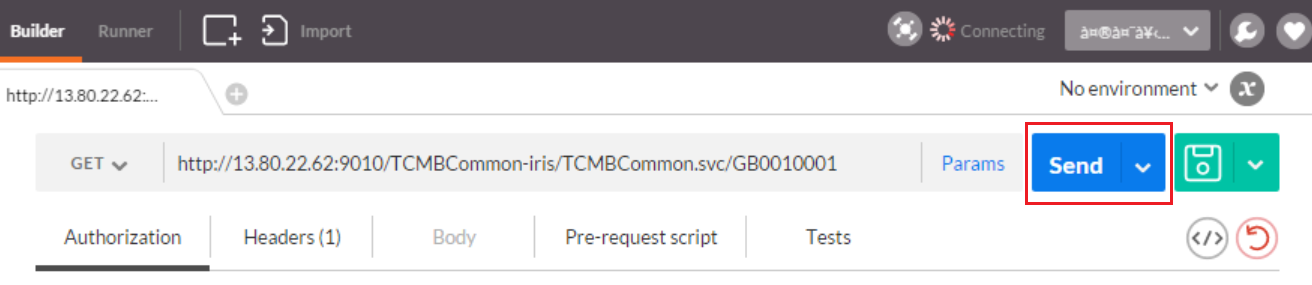 Builder Runner Import Connecting à¤®à¤¯à¥‹...
http://13.80.22.62:... No environment x
GET http://13.80.22.62:9010/TCMBCommon-iris/TCMBCommon.svc/GB0010001 Params Send
Authorization Headers (1) Body Pre-request script Tests </>